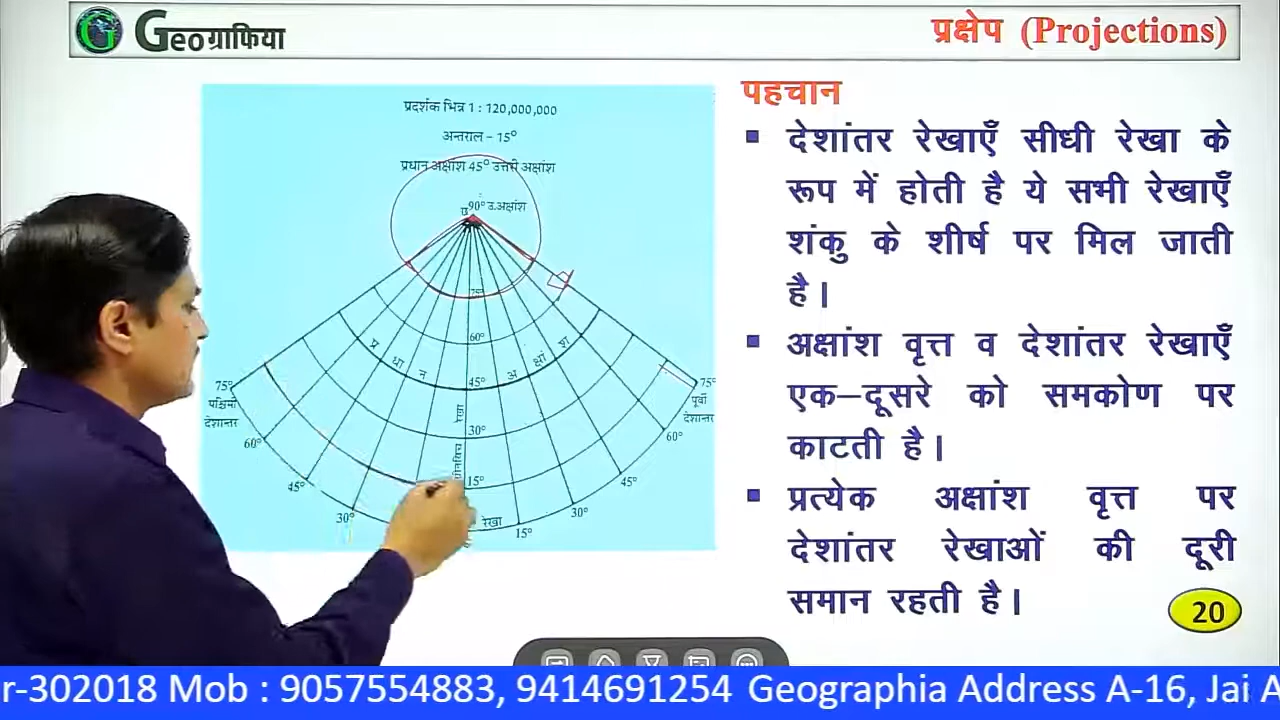 Geoग्राफिया
प्रक्षेप (Projections)
प्रदर्शक भिन्न 1 : 120,000,000
अन्तराल – 15°
प्रधान अक्षांश 45° उत्तरी अक्षांश
90° उ.अक्षांश
75°
60°
प्रधान अक्षांश
45°
रेखा
30°
15°
रेखा
75°
पश्चिमी
देशान्तर
60°
45°
30°
15°
30°
45°
60°
75°
पूर्वी
देशान्तर
पहचान
▪ देशांतर रेखाएँ सीधी रेखा के
रूप में होती है ये सभी रेखाएँ
शंकु के शीर्ष पर मिल जाती
है।
▪ अक्षांश वृत्त व देशांतर रेखाएँ
एक–दूसरे को समकोण पर
काटती है।
▪ प्रत्येक अक्षांश वृत्त पर
देशांतर रेखाओं की दूरी
समान रहती है।
20
r-302018 Mob : 9057554883, 9414691254 Geographia Address A-16, Jai A